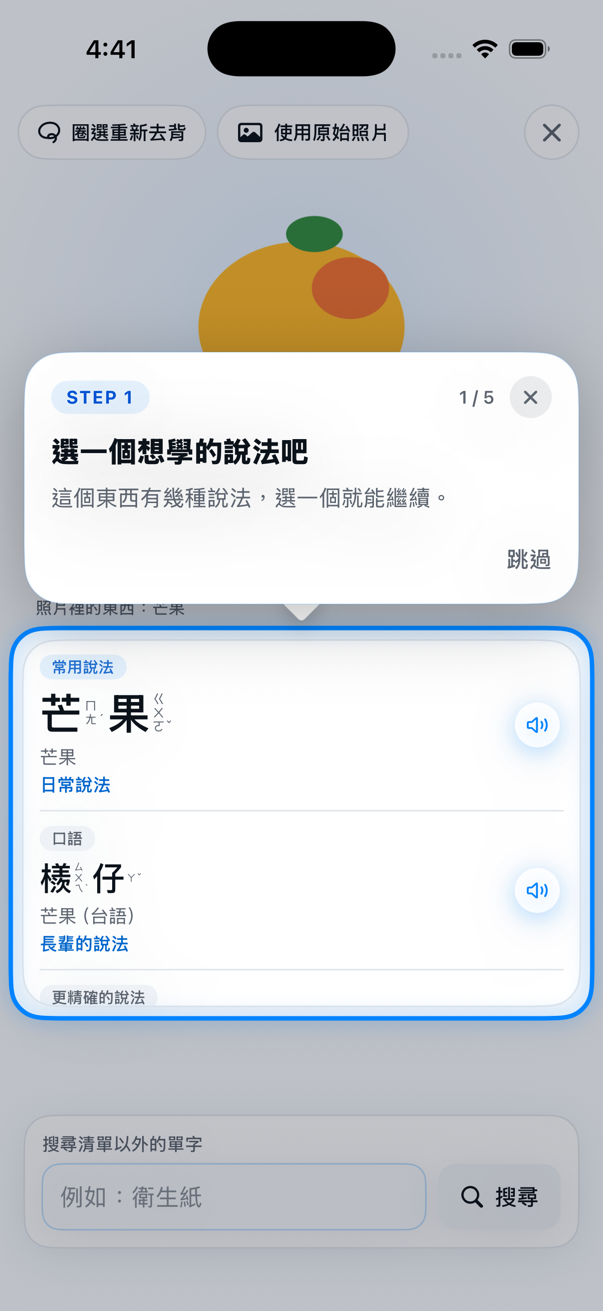 4:41
圈選重新去背
使用原始照片
STEP 1
1 / 5
選一個想學的說法吧
這個東西有幾種說法，選一個就能繼續。
跳過
照片裡的東西：芒果
常用說法
芒ㄇㄤˊ果ㄍㄨㄛˇ
芒果
日常說法
口語
檨ㄙㄨㄟˋ仔ㄚˇ
芒果 (台語)
長輩的說法
更精確的說法
搜尋清單以外的單字
例如：衛生紙
搜尋